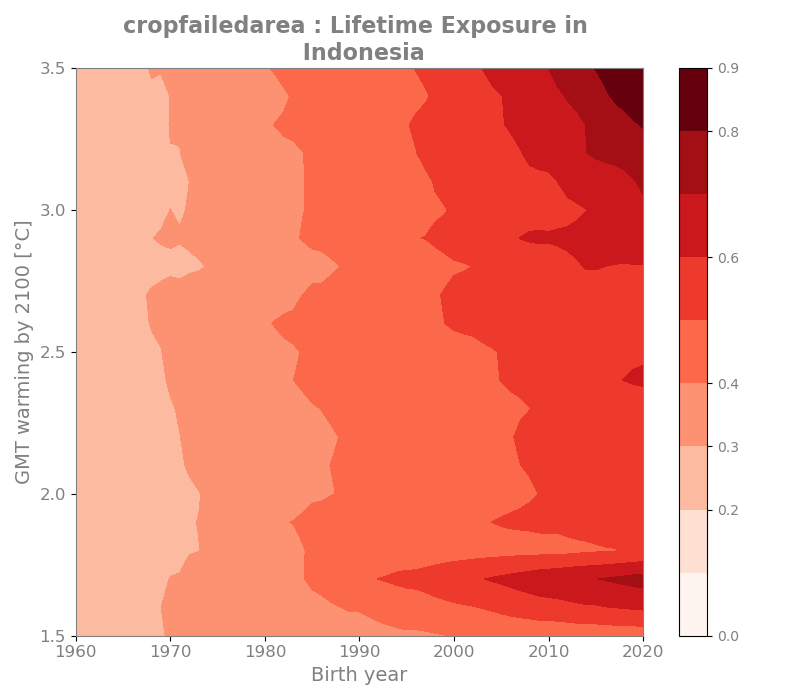 cropfailedarea : Lifetime Exposure in
Indonesia
3.5
3.0
2.5
2.0
1.5
GMT warming by 2100 [°C]
1960 1970 1980 1990 2000 2010 2020
Birth year
0.9
0.8
0.6
0.4
0.2
0.0